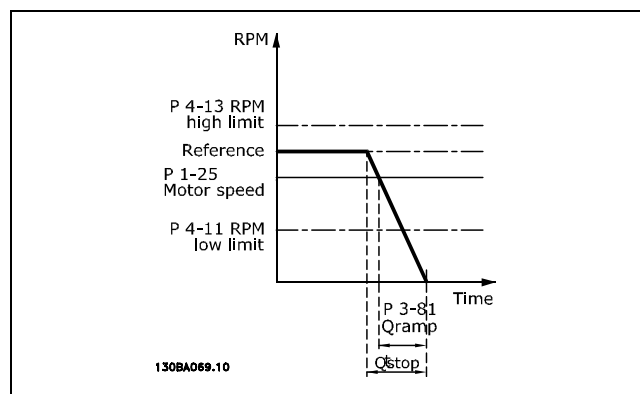 RPM
P 4-13 RPM
high limit
Reference
P 1-25
Motor speed
P 4-11 RPM
low limit
Time
P 3-81
Qramp
Qstop
130BA069.10